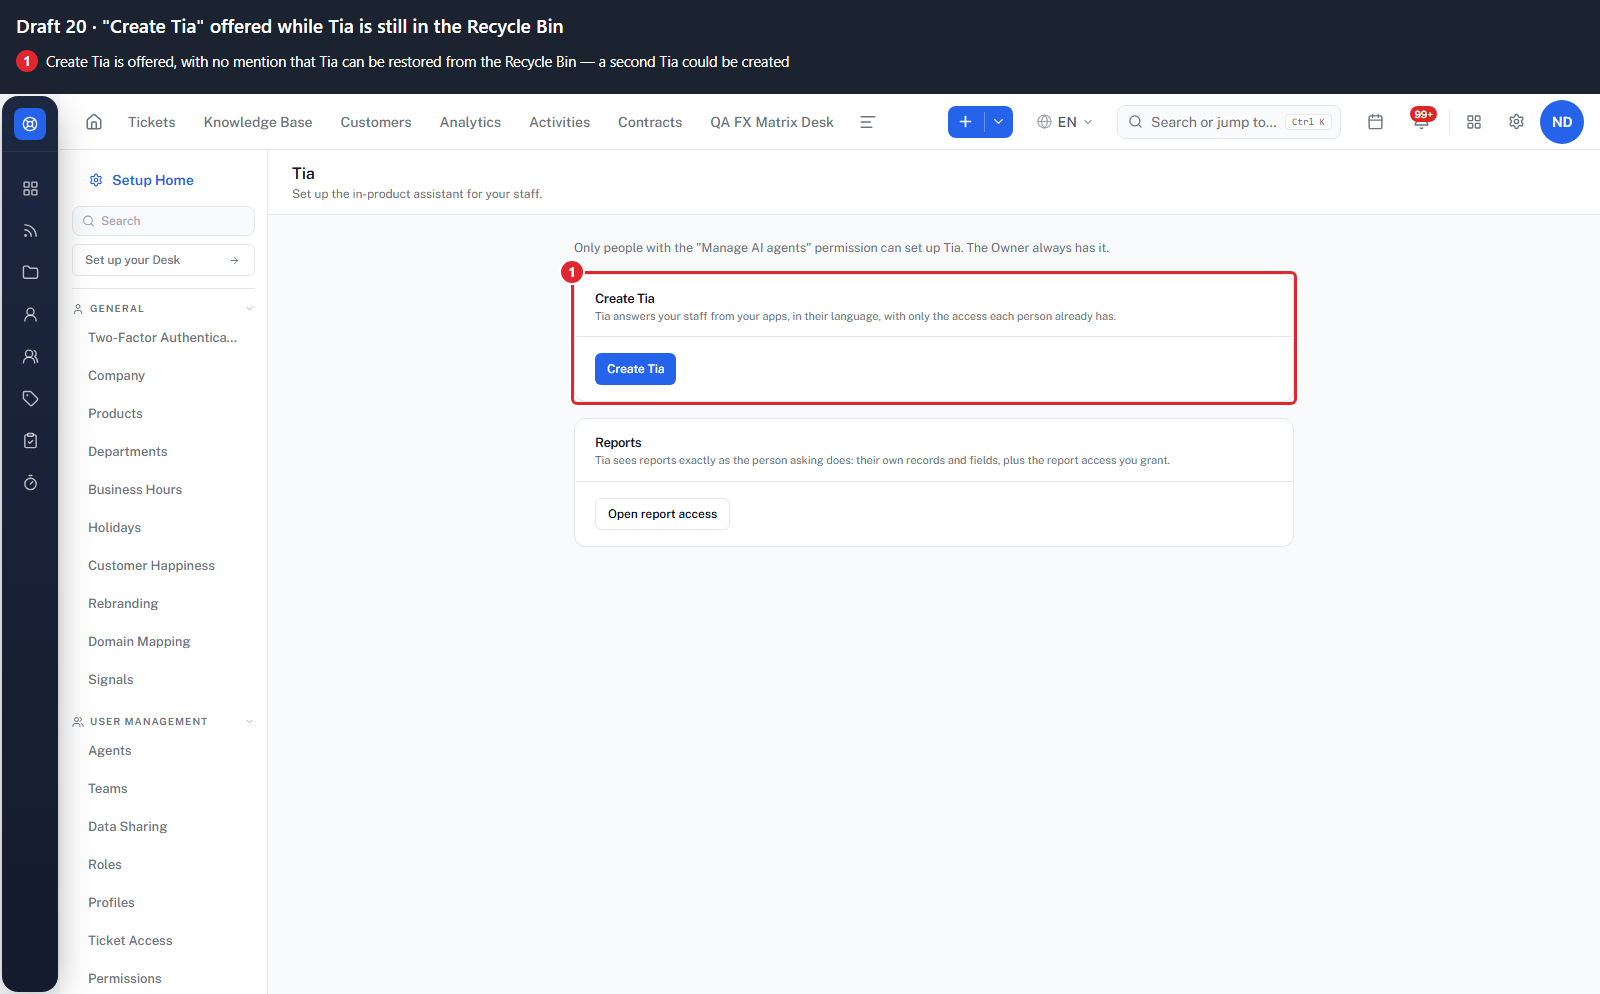 Draft 20 · "Create Tia" offered while Tia is still in the Recycle Bin
1 Create Tia is offered, with no mention that Tia can be restored from the Recycle Bin — a second Tia could be created
Tickets
Knowledge Base
Customers
Analytics
Activities
Contracts
QA FX Matrix Desk
EN
Search or jump to...
Ctrl K
99+
ND
Setup Home
Search
Set up your Desk
GENERAL
Two-Factor Authentica...
Company
Products
Departments
Business Hours
Holidays
Customer Happiness
Rebranding
Domain Mapping
Signals
USER MANAGEMENT
Agents
Teams
Data Sharing
Roles
Profiles
Ticket Access
Permissions
Tia
Set up the in-product assistant for your staff.
Only people with the "Manage AI agents" permission can set up Tia. The Owner always has it.
1
Create Tia
Tia answers your staff from your apps, in their language, with only the access each person already has.
Create Tia
Reports
Tia sees reports exactly as the person asking does: their own records and fields, plus the report access you grant.
Open report access